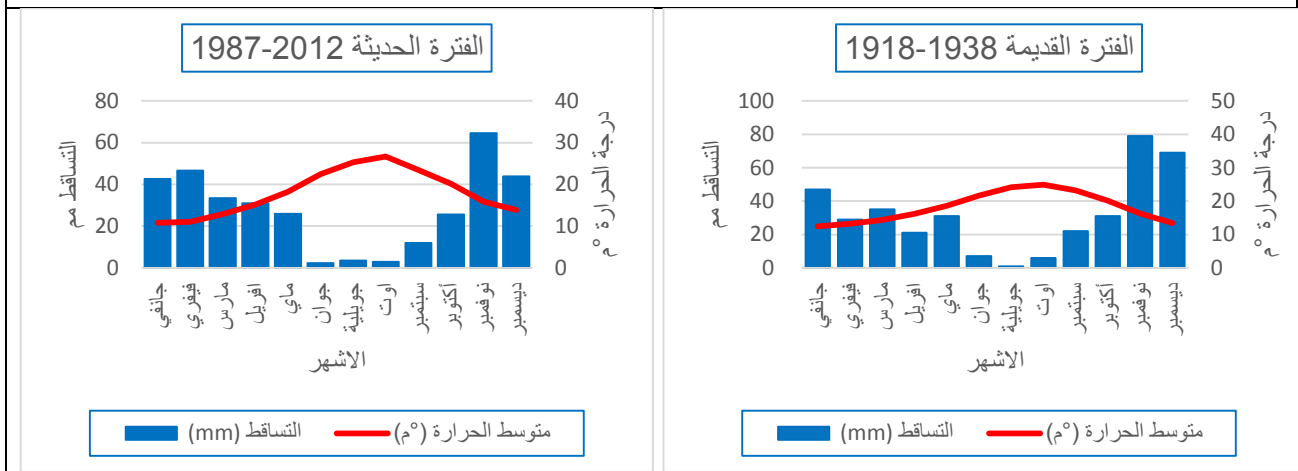 الفترة القديمة 1918-1938
100
80
60
40
20
0
50
40
30
20
10
0
التساقط مم
درجة الحرارة °م
جانفي
فيفري
مارس
افريل
ماي
جوان
جويلية
اوت
سبتمبر
أكتوبر
نوفمبر
ديسمبر
الاشهر
التساقط (mm)
متوسط الحرارة (°م)
الفترة الحديثة 1987-2012
80
60
40
20
0
40
30
20
10
0
التساقط مم
درجة الحرارة °م
جانفي
فيفري
مارس
افريل
ماي
جوان
جويلية
اوت
سبتمبر
أكتوبر
نوفمبر
ديسمبر
الاشهر
التساقط (mm)
متوسط الحرارة (°م)